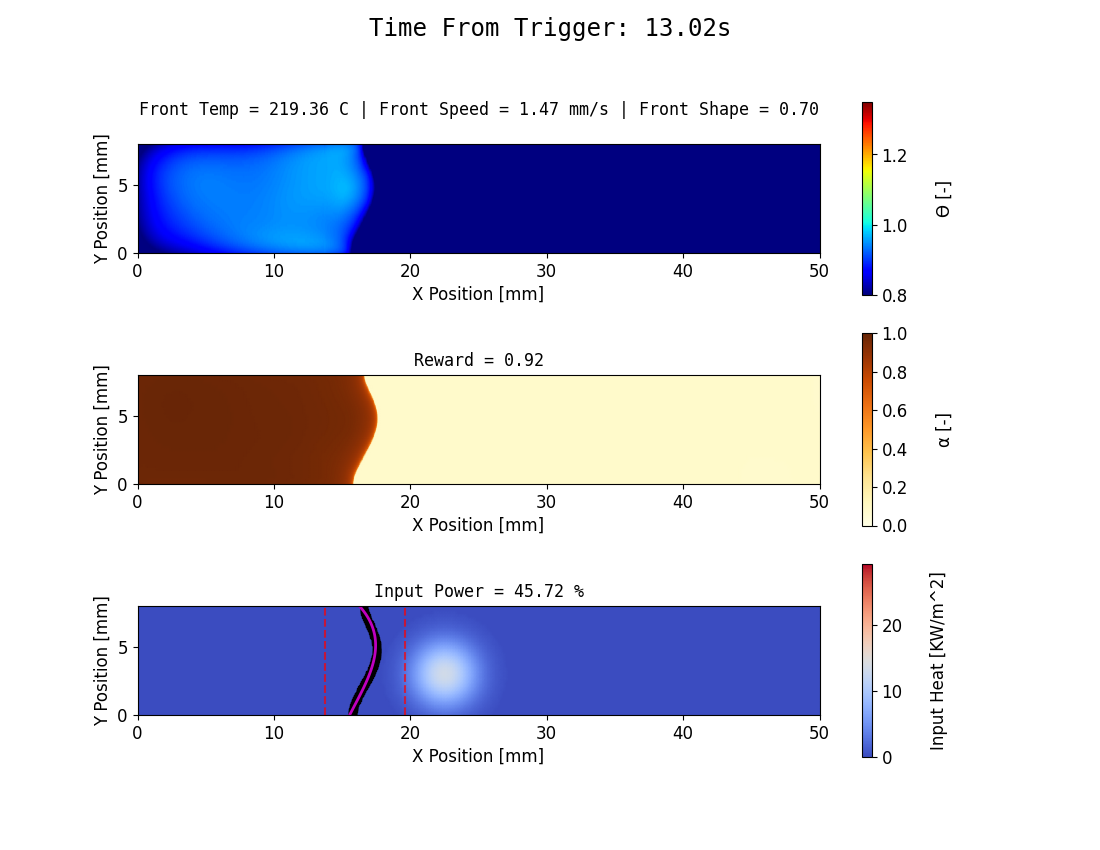 Time From Trigger: 13.02s
Front Temp = 219.36 C | Front Speed = 1.47 mm/s | Front Shape = 0.70
Y Position [mm]
5
0
0 10 20 30 40 50
X Position [mm]
1.2
1.0
0.8
Θ [-]
Reward = 0.92
Y Position [mm]
5
0
0 10 20 30 40 50
X Position [mm]
1.0
0.8
0.6
0.4
0.2
0.0
α [-]
Input Power = 45.72 %
Y Position [mm]
5
0
0 10 20 30 40 50
X Position [mm]
20
10
0
Input Heat [KW/m^2]